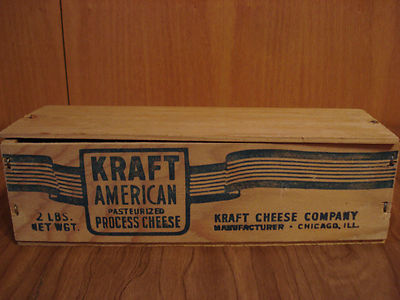 KRAFT
AMERICAN
PASTEURIZED
PROCESS CHEESE
2 LBS.
NET WGT.
KRAFT CHEESE COMPANY
MANUFACTURER · CHICAGO, ILL.